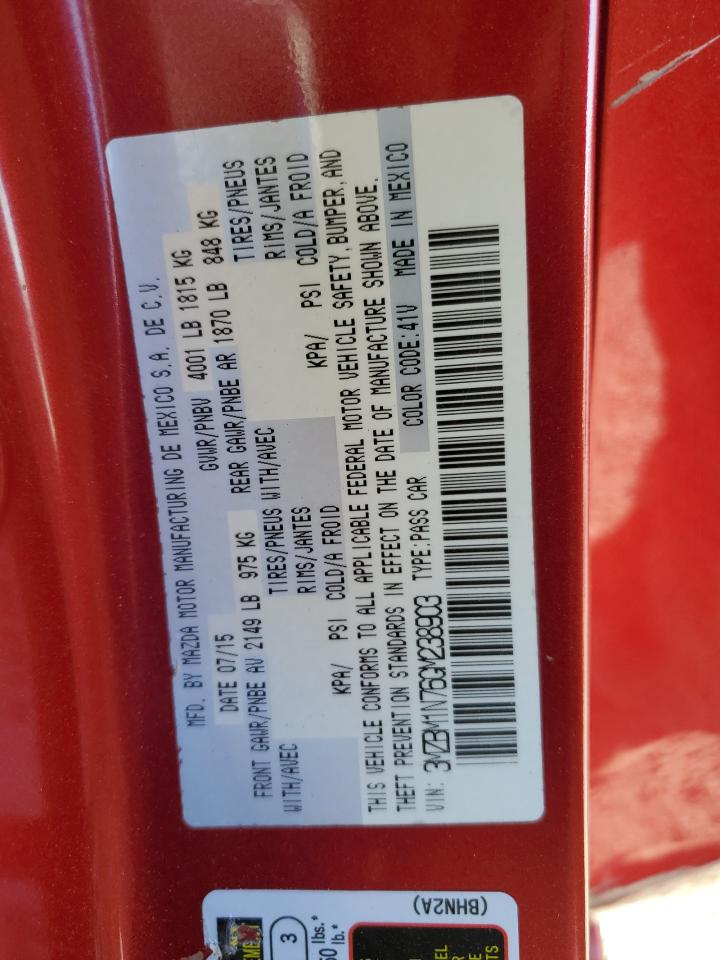 MFD. BY MAZDA MOTOR MANUFACTURING DE MEXICO S.A. DE C.V.
DATE 07/15 GVWR/PNBV 4001 LB 1815 KG
FRONT GAWR/PNBE AV 2149 LB 975 KG REAR GAWR/PNBE AR 1870 LB 848 KG
WITH/AVEC TIRES/PNEUS WITH/AVEC TIRES/PNEUS
RIMS/JANTES RIMS/JANTES
KPA/ PSI COLD/A FROID KPA/ PSI COLD/A FROID
THIS VEHICLE CONFORMS TO ALL APPLICABLE FEDERAL MOTOR VEHICLE SAFETY, BUMPER, AND
THEFT PREVENTION STANDARDS IN EFFECT ON THE DATE OF MANUFACTURE SHOWN ABOVE.
VIN: 3MZBM1V76GM238903 TYPE:PASS CAR COLOR CODE:41V MADE IN MEXICO
(BHN2A)
3
lbs.*
lb.*